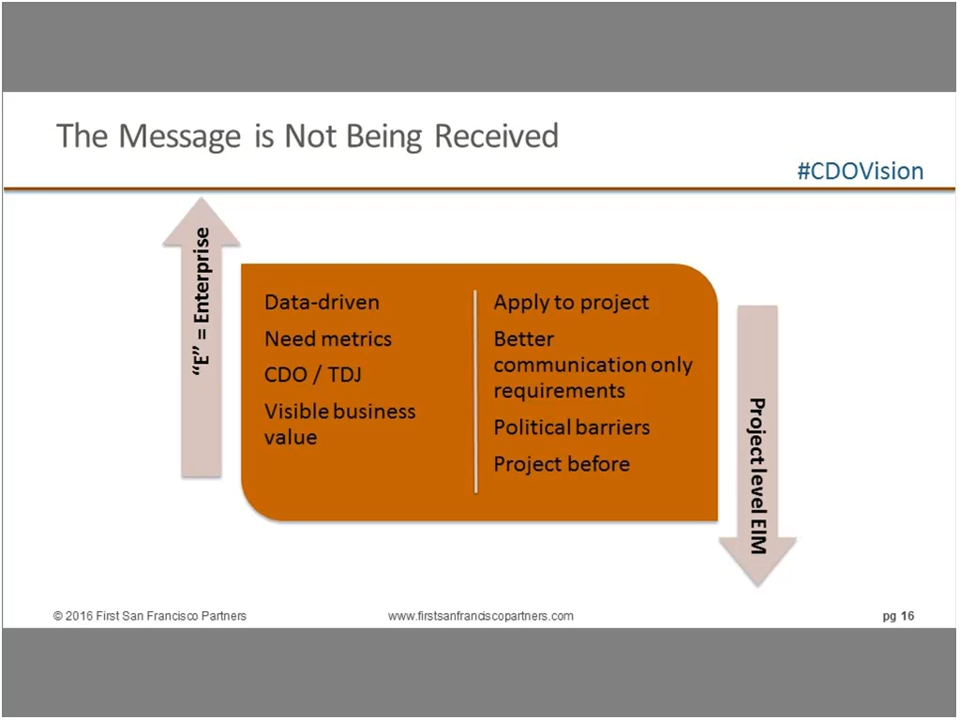 The Message is Not Being Received
#CDOVision
“E” = Enterprise
Data-driven
Need metrics
CDO / TDJ
Visible business
value
Apply to project
Better
communication only
requirements
Political barriers
Project before
Project level EIM
© 2016 First San Francisco Partners
www.firstsanfranciscopartners.com
pg 16